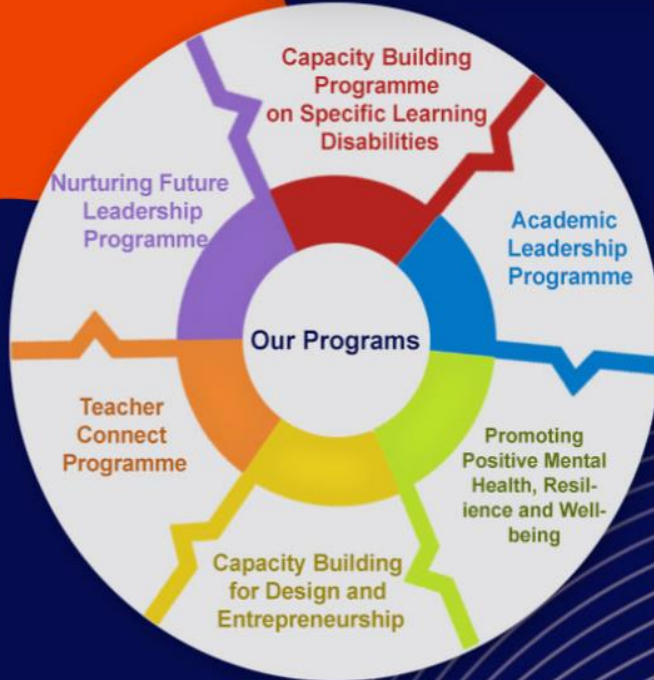 Capacity Building
Programme
on Specific Learning
Disabilities
Academic
Leadership
Programme
Promoting
Positive Mental
Health, Resil-
ience and Well-
being
Capacity Building
for Design and
Entrepreneurship
Teacher
Connect
Programme
Nurturing Future
Leadership
Programme
Our Programs